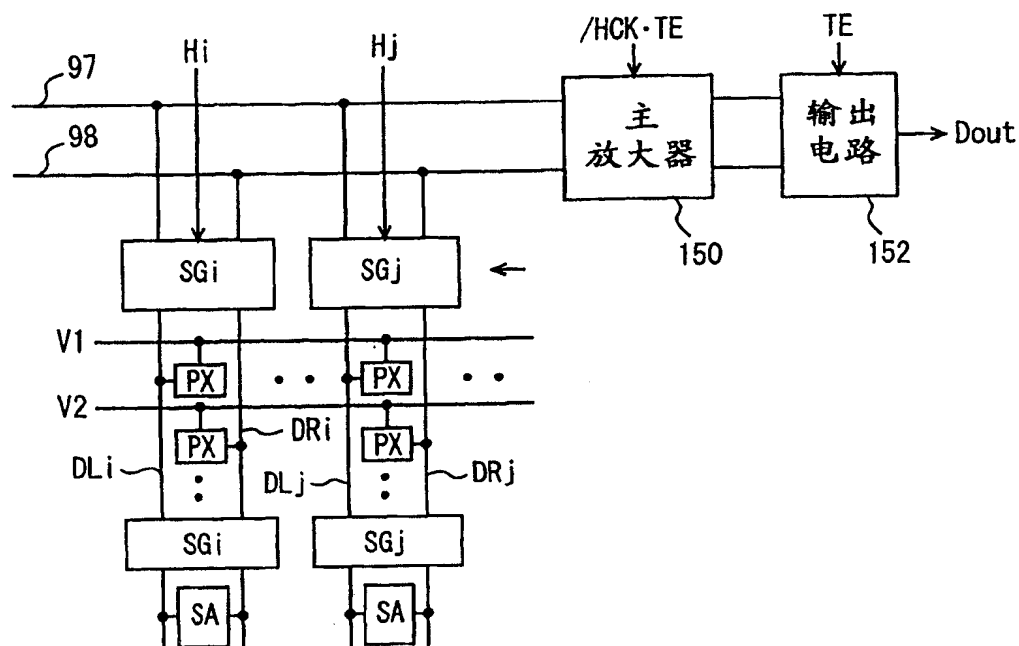 /HCK·TE
TE
Hi
Hj
97
98
主
放大器
输出
电路
Dout
150
152
SGi
SGj
V1
PX
PX
V2
PX
PX
DRi
DLi
DLj
DRj
SGi
SGj
SA
SA